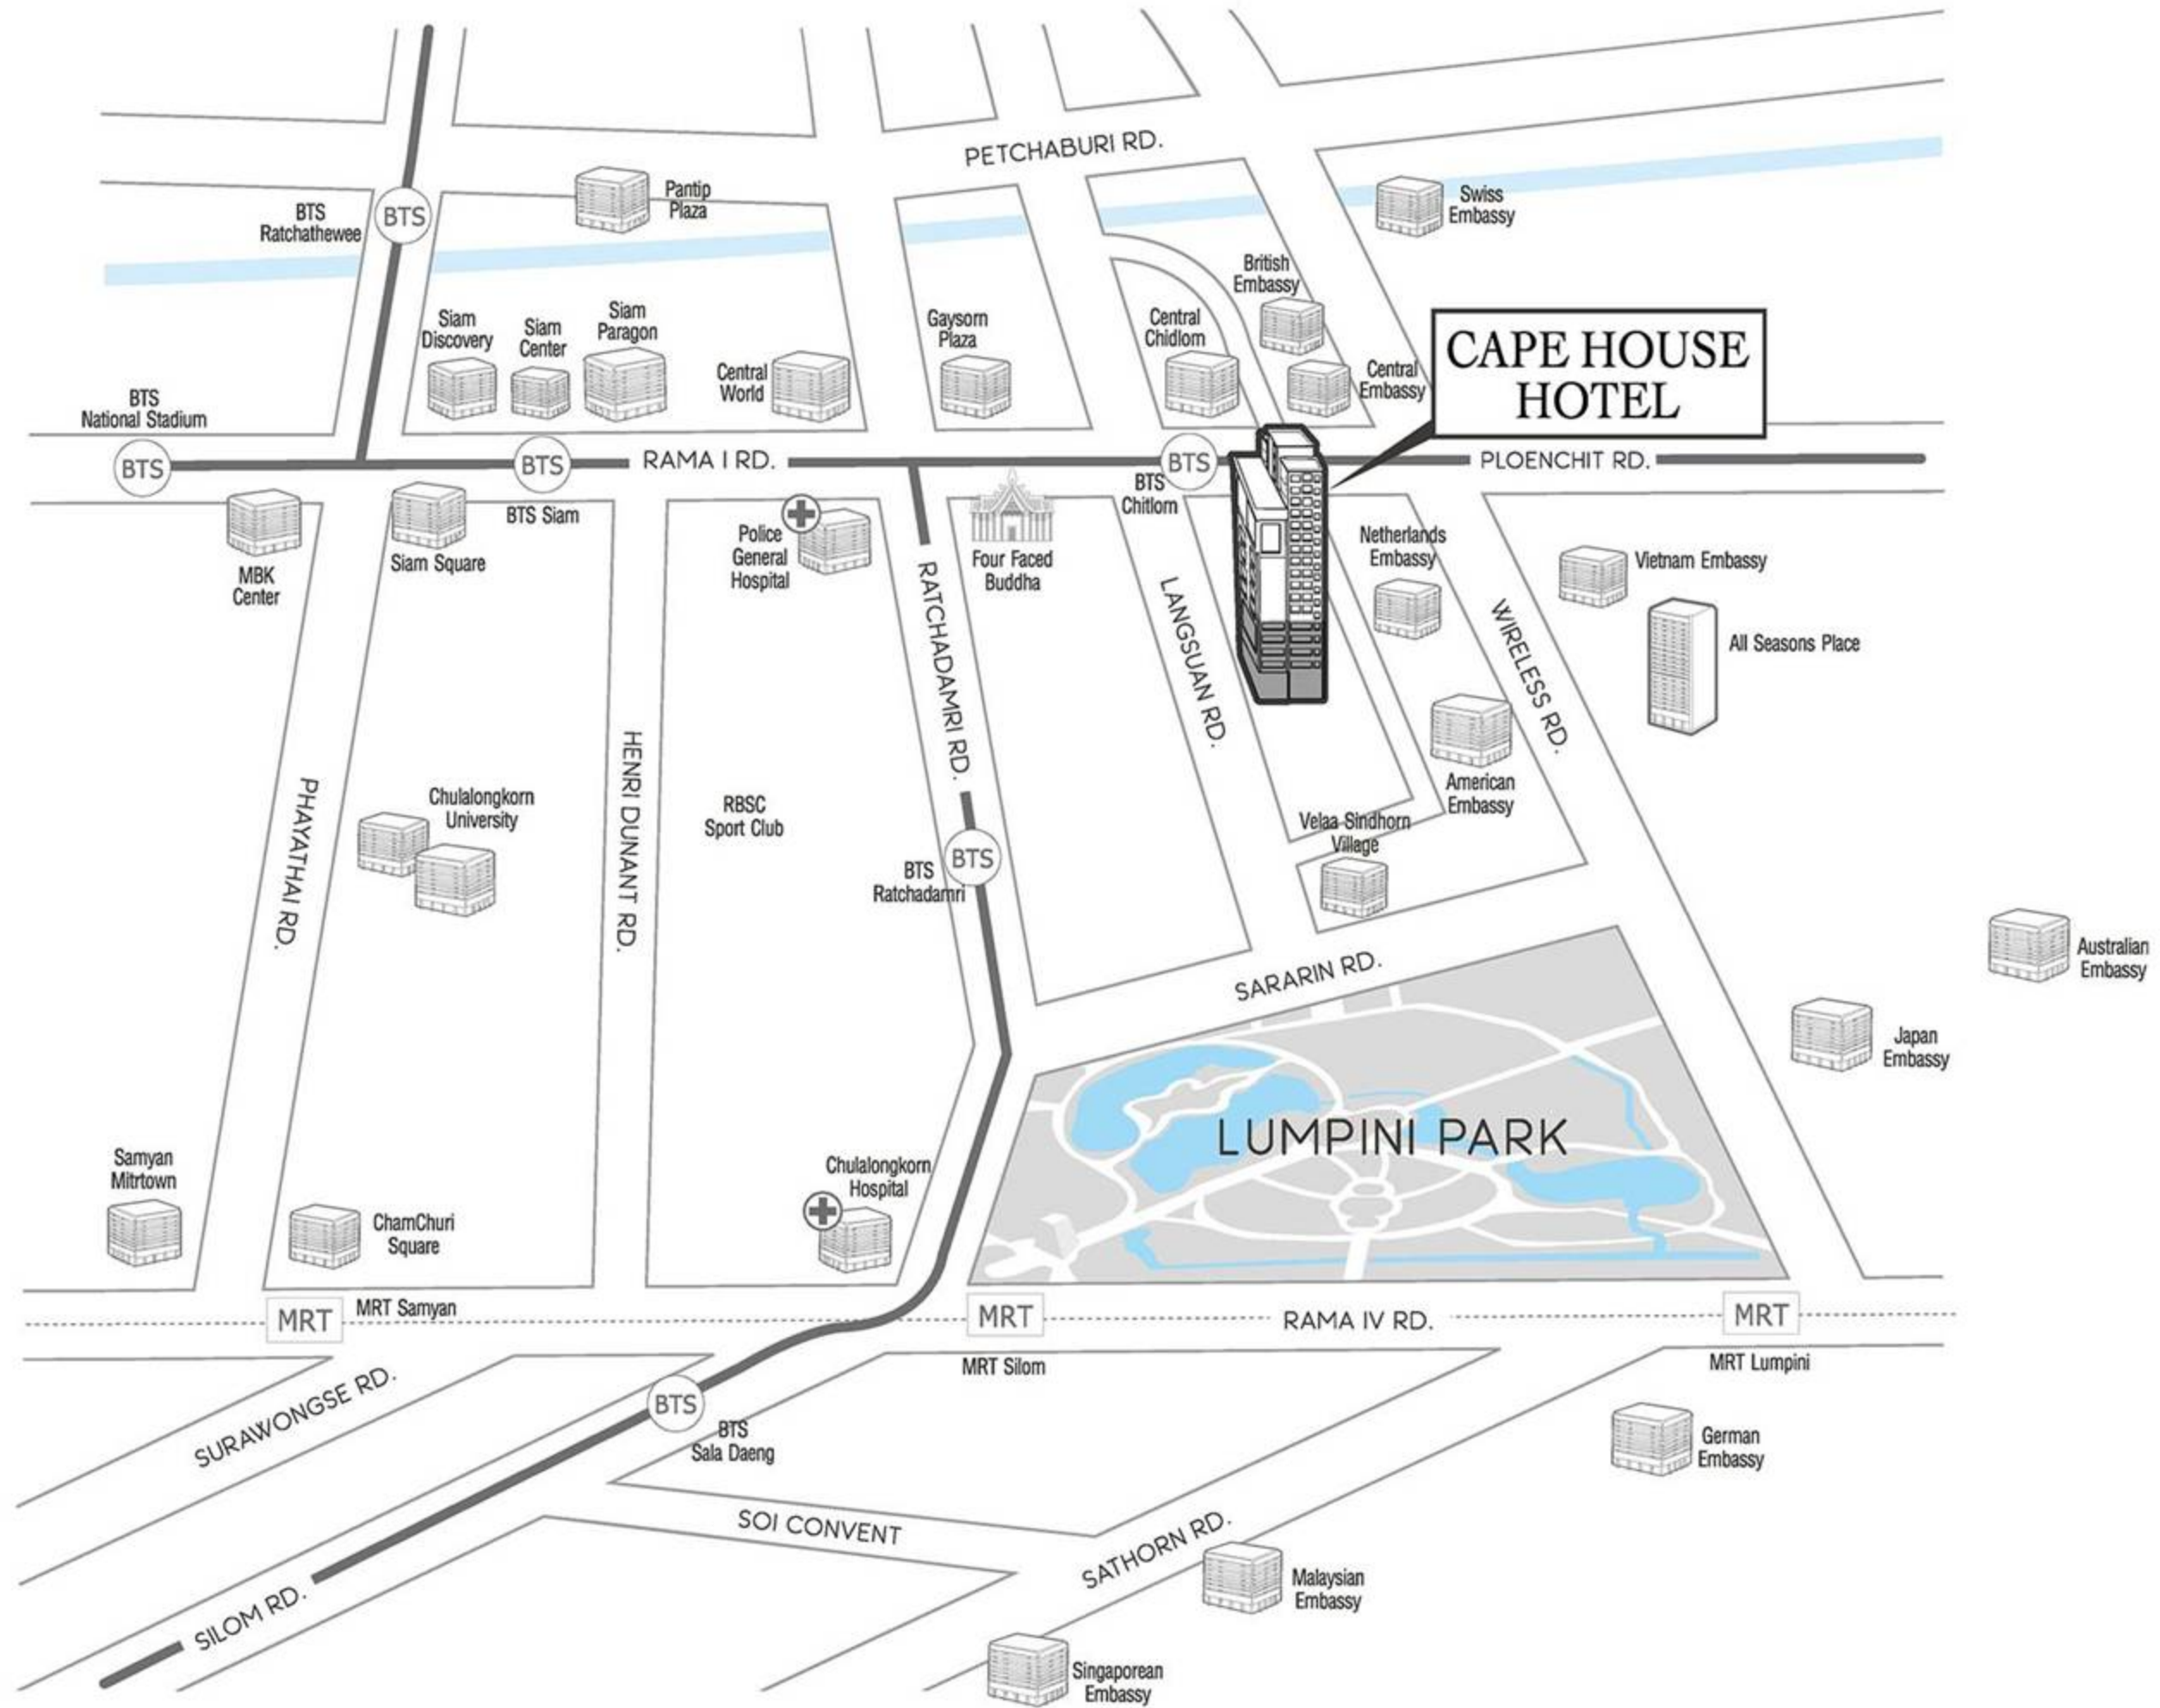 PETCHABURI RD.
BTS
Ratchathewee
BTS
Pantip
Plaza
Swiss
Embassy
British
Embassy
Siam
Discovery
Siam
Center
Siam
Paragon
Central
World
Gaysorn
Plaza
Central
Chidlom
Central
Embassy
CAPE HOUSE
HOTEL
BTS
National Stadium
BTS
BTS
RAMA I RD.
BTS
PLOENCHIT RD.
BTS Siam
BTS
Chitlom
MBK
Center
Siam Square
Police
General
Hospital
Four Faced
Buddha
Netherlands
Embassy
Vietnam Embassy
All Seasons Place
RATCHADAMRI RD.
LANGSUAN RD.
WIRELESS RD.
PHAYATHAI RD.
HENRI DUNANT RD.
Chulalongkorn
University
RBSC
Sport Club
American
Embassy
Velaa Sindhorn
Village
BTS
Ratchadamri
BTS
SARARIN RD.
Australian
Embassy
Japan
Embassy
LUMPINI PARK
Samyan
Mitrtown
ChamChuri
Square
Chulalongkorn
Hospital
MRT
MRT Samyan
MRT
RAMA IV RD.
MRT
MRT Silom
MRT Lumpini
SURAWONGSE RD.
BTS
BTS
Sala Daeng
German
Embassy
SOI CONVENT
SATHORN RD.
Malaysian
Embassy
SILOM RD.
Singaporean
Embassy